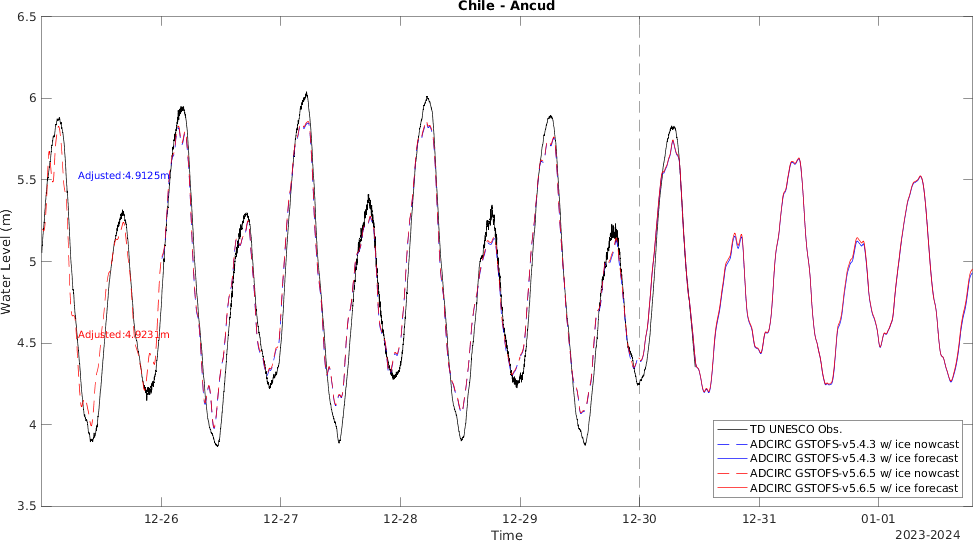 Chile - Ancud
6.5
6
5.5
5
4.5
4
3.5
Water Level (m)
Adjusted:4.9125m
Adjusted:4.9231m
TD UNESCO Obs.
ADCIRC GSTOFS-v5.4.3 w/ ice nowcast
ADCIRC GSTOFS-v5.4.3 w/ ice forecast
ADCIRC GSTOFS-v5.6.5 w/ ice nowcast
ADCIRC GSTOFS-v5.6.5 w/ ice forecast
12-26 12-27 12-28 12-29 12-30 12-31 01-01
Time
2023-2024